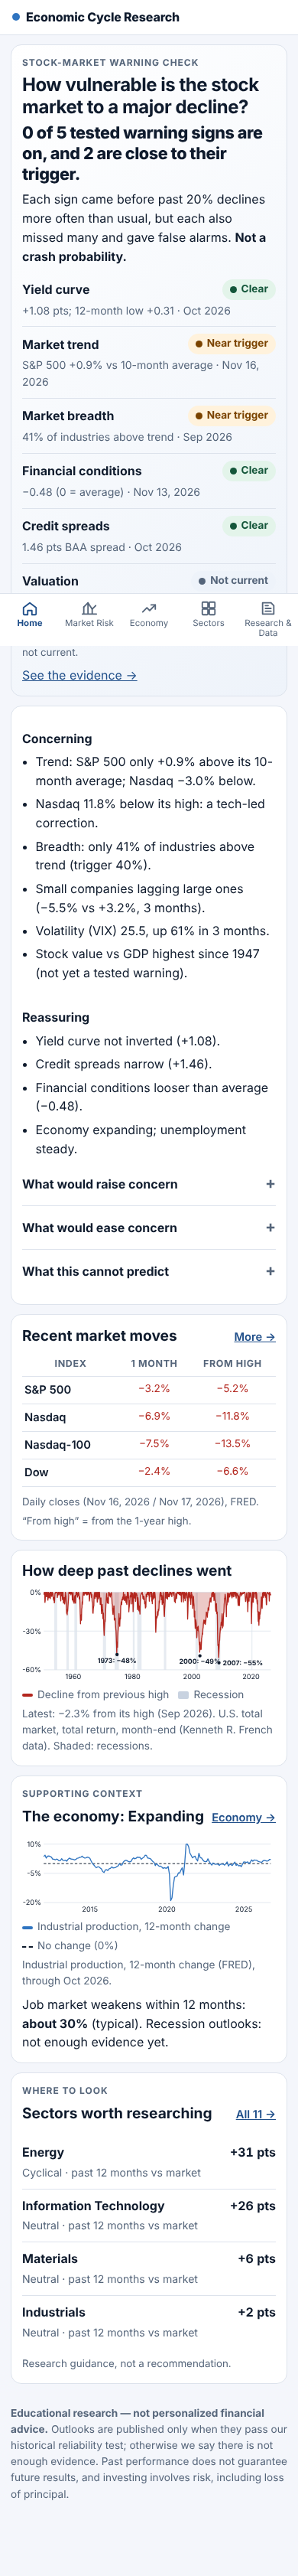 Economic Cycle Research
STOCK-MARKET WARNING CHECK
How vulnerable is the stock
market to a major decline?
0 of 5 tested warning signs are
on, and 2 are close to their
trigger.
Each sign came before past 20% declines
more often than usual, but each also
missed many and gave false alarms. Not a
crash probability.
Yield curve
Clear
+1.08 pts; 12-month low +0.31 · Oct 2026
Market trend
Near trigger
S&P 500 +0.9% vs 10-month average · Nov 16,
2026
Market breadth
Near trigger
41% of industries above trend · Sep 2026
Financial conditions
Clear
−0.48 (0 = average) · Nov 13, 2026
Credit spreads
Clear
1.46 pts BAA spread · Oct 2026
Valuation
Not current
Home
Market Risk
Economy
Sectors
Research &
Data
not current.
See the evidence →
Concerning
• Trend: S&P 500 only +0.9% above its 10-
month average; Nasdaq −3.0% below.
• Nasdaq 11.8% below its high: a tech-led
correction.
• Breadth: only 41% of industries above
trend (trigger 40%).
• Small companies lagging large ones
(−5.5% vs +3.2%, 3 months).
• Volatility (VIX) 25.5, up 61% in 3 months.
• Stock value vs GDP highest since 1947
(not yet a tested warning).
Reassuring
• Yield curve not inverted (+1.08).
• Credit spreads narrow (+1.46).
• Financial conditions looser than average
(−0.48).
• Economy expanding; unemployment
steady.
What would raise concern +
What would ease concern +
What this cannot predict +
Recent market moves
More →
INDEX 1 MONTH FROM HIGH
S&P 500 −3.2% −5.2%
Nasdaq −6.9% −11.8%
Nasdaq-100 −7.5% −13.5%
Dow −2.4% −6.6%
Daily closes (Nov 16, 2026 / Nov 17, 2026), FRED.
“From high” = from the 1-year high.
How deep past declines went
0%
-30%
-60%
1973: −48%
2000: −49%
2007: −55%
1960 1980 2000 2020
Decline from previous high
Recession
Latest: −2.3% from its high (Sep 2026). U.S. total
market, total return, month-end (Kenneth R. French
data). Shaded: recessions.
SUPPORTING CONTEXT
The economy: Expanding
Economy →
10%
-5%
-20%
2015 2020 2025
Industrial production, 12-month change
No change (0%)
Industrial production, 12-month change (FRED),
through Oct 2026.
Job market weakens within 12 months:
about 30% (typical). Recession outlooks:
not enough evidence yet.
WHERE TO LOOK
Sectors worth researching
All 11 →
Energy
+31 pts
Cyclical · past 12 months vs market
Information Technology
+26 pts
Neutral · past 12 months vs market
Materials
+6 pts
Neutral · past 12 months vs market
Industrials
+2 pts
Neutral · past 12 months vs market
Research guidance, not a recommendation.
Educational research — not personalized financial
advice. Outlooks are published only when they pass our
historical reliability test; otherwise we say there is not
enough evidence. Past performance does not guarantee
future results, and investing involves risk, including loss
of principal.